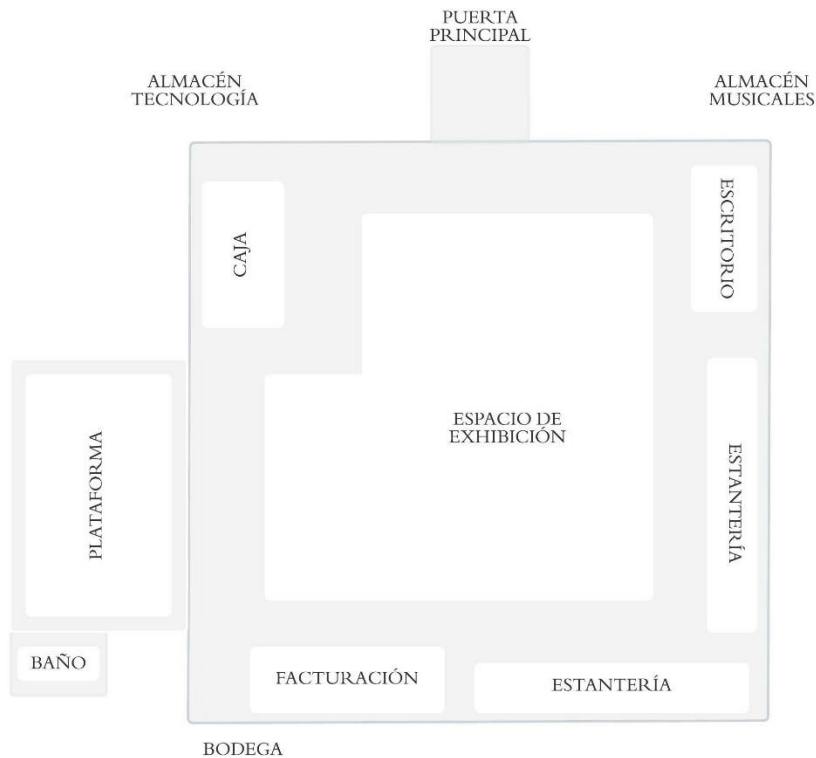 PUERTA
PRINCIPAL
ALMACÉN
TECNOLOGÍA
ALMACÉN
MUSICALES
CAJA
ESCRITORIO
ESPACIO DE
EXHIBICIÓN
PLATAFORMA
ESTANTERÍA
BAÑO
FACTURACIÓN
ESTANTERÍA
BODEGA